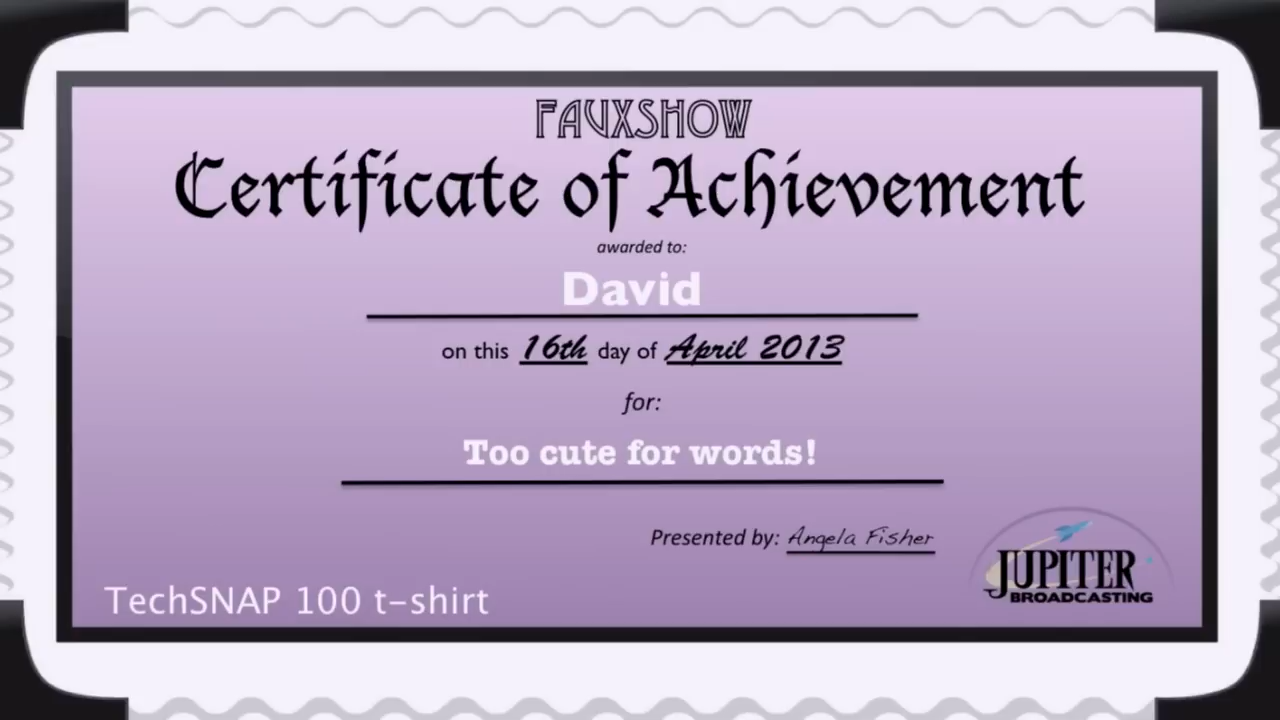 FAUXSHOW
Certificate of Achievement
awarded to:
David
on this 16th day of April 2013
for:
Too cute for words!
Presented by: Angela Fisher
JUPITER
BROADCASTING
TechSNAP 100 t-shirt